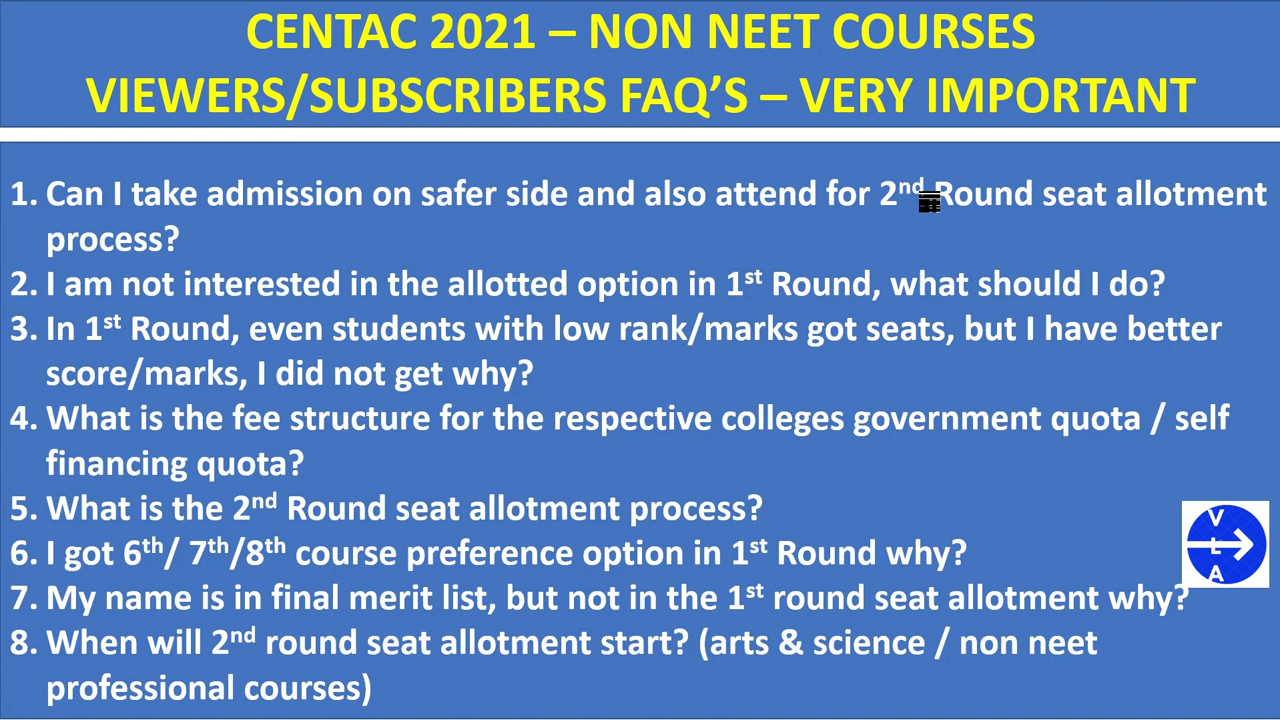 CENTAC 2021 – NON NEET COURSES
VIEWERS/SUBSCRIBERS FAQ’S – VERY IMPORTANT
1. Can I take admission on safer side and also attend for 2nd Round seat allotment
process?
2. I am not interested in the allotted option in 1st Round, what should I do?
3. In 1st Round, even students with low rank/marks got seats, but I have better
score/marks, I did not get why?
4. What is the fee structure for the respective colleges government quota / self
financing quota?
5. What is the 2nd Round seat allotment process?
6. I got 6th/ 7th/8th course preference option in 1st Round why?
7. My name is in final merit list, but not in the 1st round seat allotment why?
8. When will 2nd round seat allotment start? (arts & science / non neet
professional courses)
V
L
A